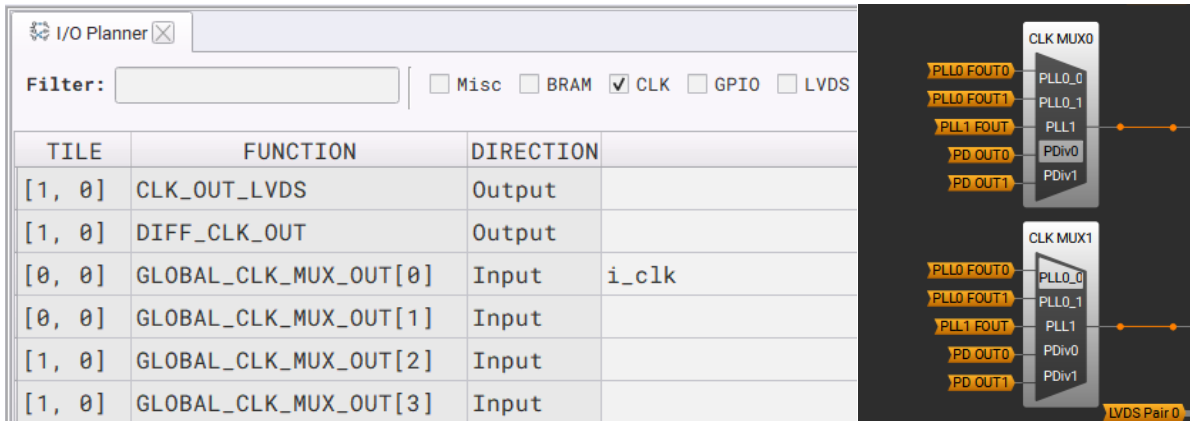 I/O Planner
Filter: Misc BRAM CLK GPIO LVDS
TILE FUNCTION DIRECTION
[1, 0] CLK_OUT_LVDS Output
[1, 0] DIFF_CLK_OUT Output
[0, 0] GLOBAL_CLK_MUX_OUT[0] Input i_clk
[0, 0] GLOBAL_CLK_MUX_OUT[1] Input
[1, 0] GLOBAL_CLK_MUX_OUT[2] Input
[1, 0] GLOBAL_CLK_MUX_OUT[3] Input
CLK MUX0
PLL0 FOUT0 PLL0_0
PLL0 FOUT1 PLL0_1
PLL1 FOUT PLL1
PD OUT0 PDiv0
PD OUT1 PDiv1
CLK MUX1
PLL0 FOUT0 PLL0_0
PLL0 FOUT1 PLL0_1
PLL1 FOUT PLL1
PD OUT0 PDiv0
PD OUT1 PDiv1
LVDS Pair 0